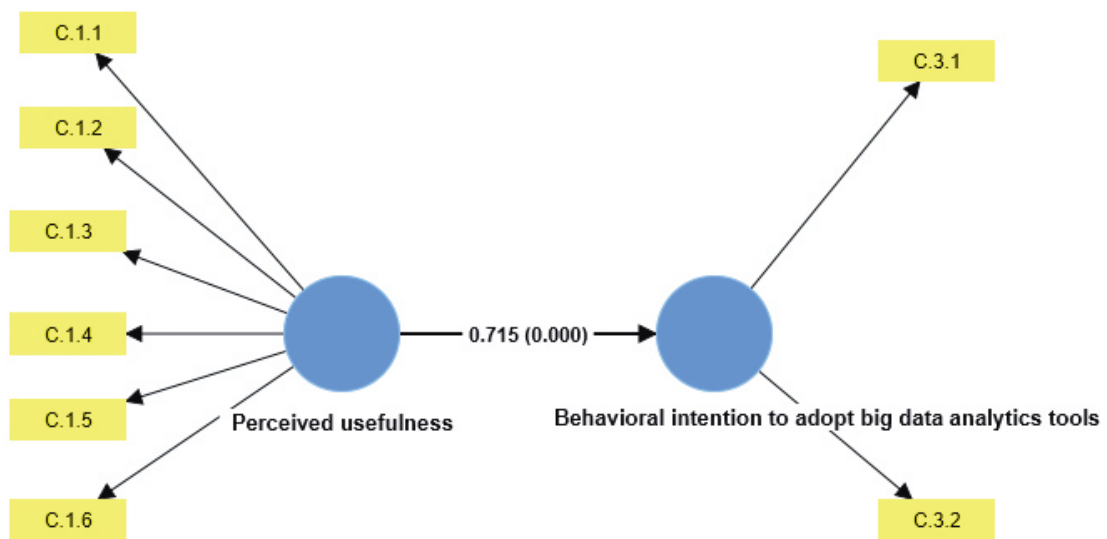 C.1.1
C.1.2
C.1.3
C.1.4
C.1.5
C.1.6
Perceived usefulness
0.715 (0.000)
Behavioral intention to adopt big data analytics tools
C.3.1
C.3.2